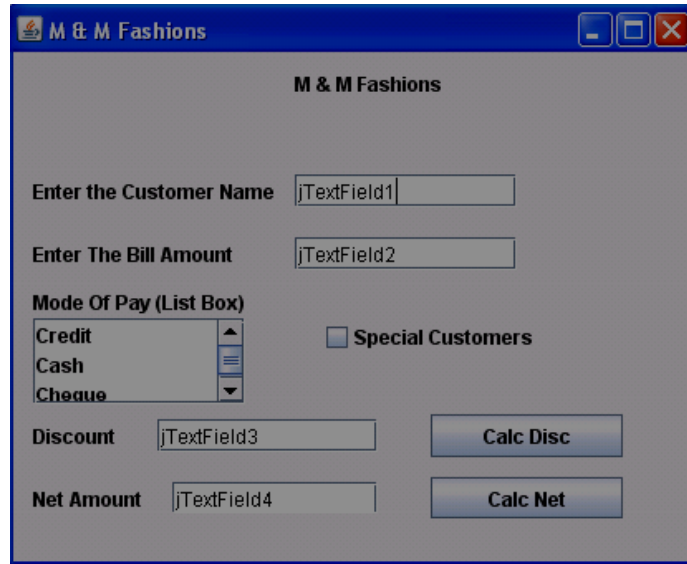 M & M Fashions
M & M Fashions
Enter the Customer Name jTextField1
Enter The Bill Amount jTextField2
Mode Of Pay (List Box)
Credit
Cash
Cheque
Special Customers
Discount jTextField3 Calc Disc
Net Amount jTextField4 Calc Net